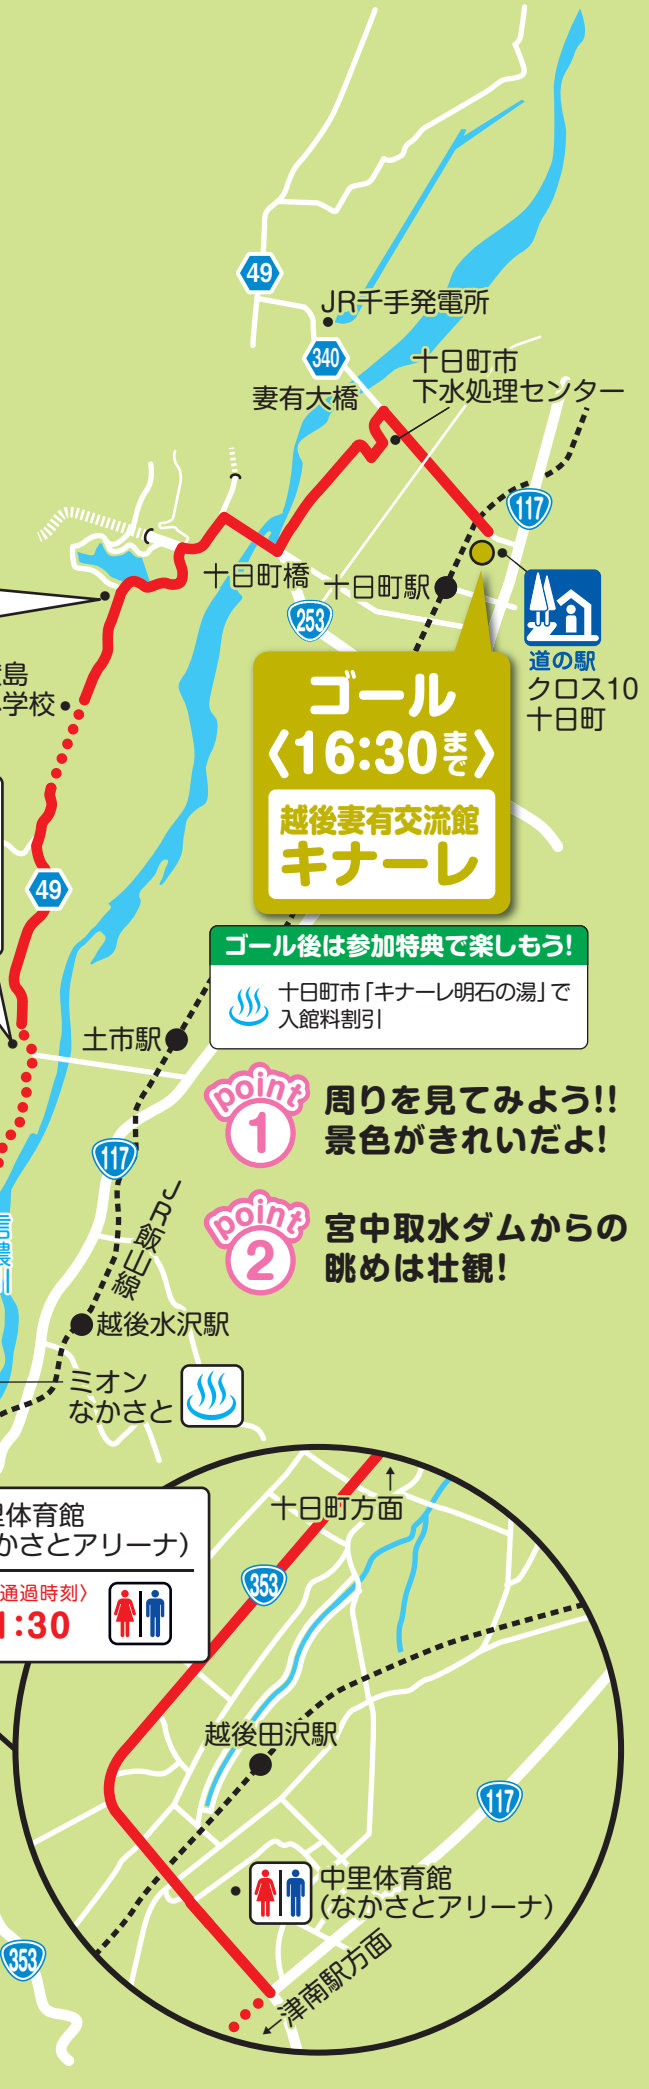 49
JR千手発電所
340
十日町市
下水処理センター
妻有大橋
117
十日町橋
十日町駅
253
道の駅
クロス10
十日町
島
学校
ゴール
〈16:30まで〉
越後妻有交流館
キナーレ
49
ゴール後は参加特典で楽しもう!
十日町市「キナーレ明石の湯」で
入館料割引
土市駅
point
1
周りを見てみよう!!
景色がきれいだよ!
117
JR飯山線
point
2
宮中取水ダムからの
眺めは壮観!
信濃川
越後水沢駅
ミオン
なかさと
里体育館
かさとアリーナ)
通過時刻〉
1:30
↑
十日町方面
353
越後田沢駅
117
中里体育館
(なかさとアリーナ)
←津南駅方面
353